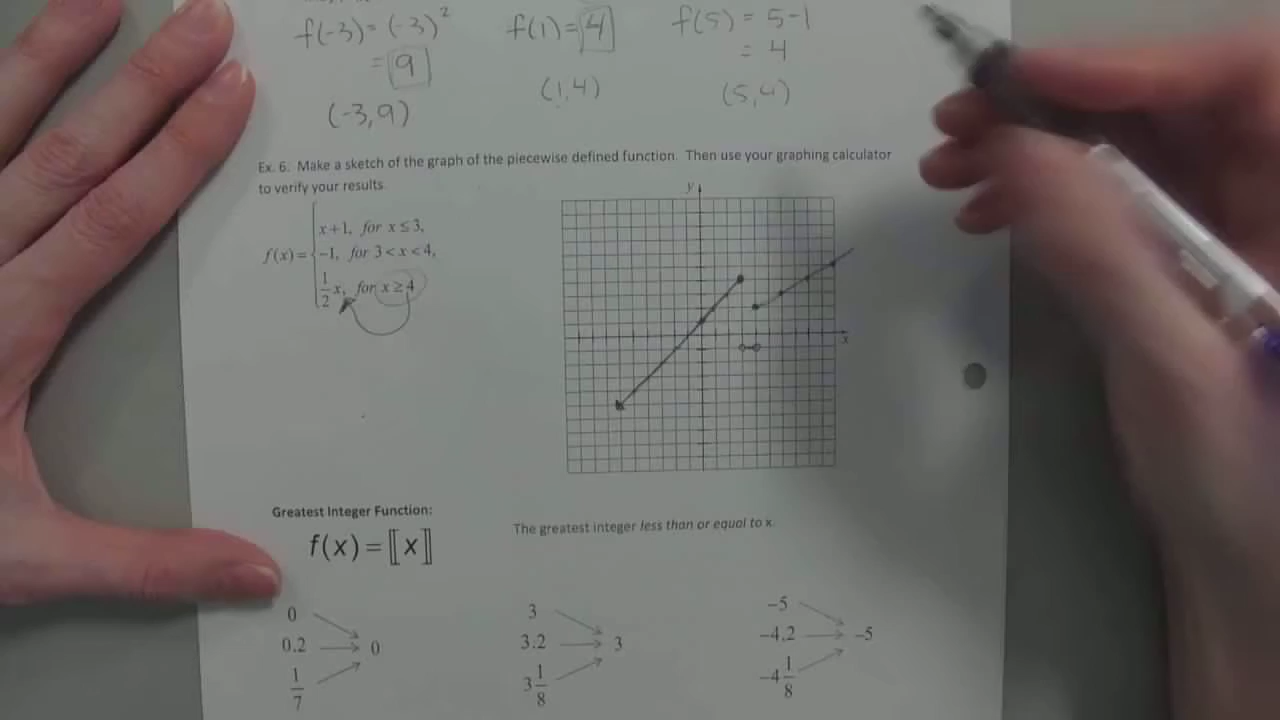 f(-3) = (-3)²    f(1) = 4    f(5) = 5-1
= 9    = 4
(-3,9)    (1,4)    (5,4)
Ex. 6. Make a sketch of the graph of the piecewise defined function. Then use your graphing calculator
to verify your results.
y
x+1, for x ≤ 3,
f(x) = { -1, for 3 < x < 4,
1/2 x, for x ≥ 4
x
Greatest Integer Function:
The greatest integer less than or equal to x.
f(x) = ⟦x⟧
0    3    -5
0.2 → 0    3.2 → 3    -4.2 → -5
1/7    3 1/8    -4 1/8